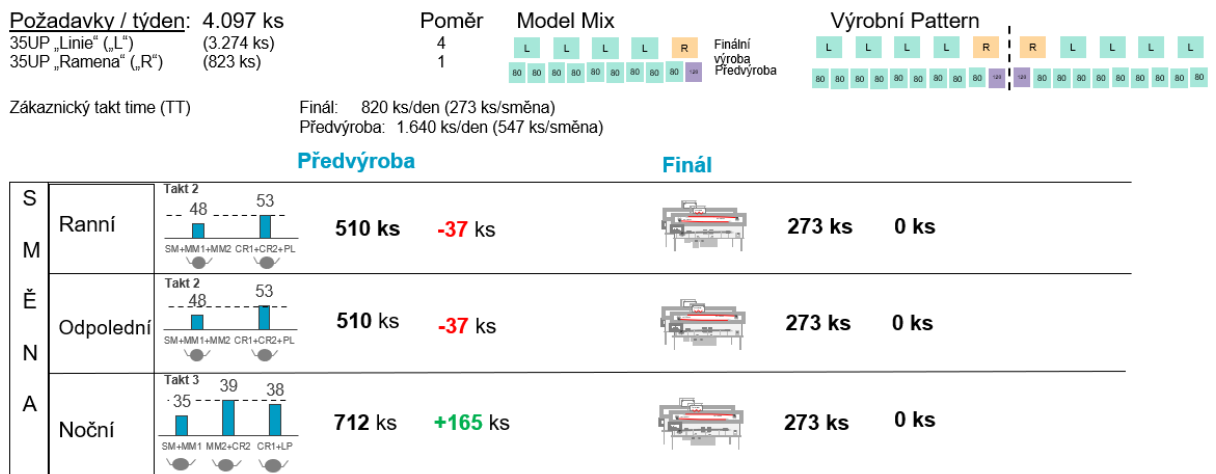 Požadavky / týden: 4.097 ks Poměr Model Mix Výrobní Pattern
35UP „Linie“ („L“) (3.274 ks) 4
35UP „Ramena“ („R“) (823 ks) 1
L L L L R Finální výroba
80 80 80 80 80 80 80 80 120 Předvýroba
L L L L R R L L L L
80 80 80 80 80 80 80 80 120 120 80 80 80 80 80 80 80 80
Zákaznický takt time (TT) Finál: 820 ks/den (273 ks/směna)
Předvýroba: 1.640 ks/den (547 ks/směna)
Předvýroba Finál
SMĚNA
Ranní
Takt 2
48 53
SM+MM1+MM2 CR1+CR2+PL
510 ks -37 ks 273 ks 0 ks
Odpolední
Takt 2
48 53
SM+MM1+MM2 CR1+CR2+PL
510 ks -37 ks 273 ks 0 ks
Noční
Takt 3
35 39 38
SM+MM1 MM2+CR2 CR1+LP
712 ks +165 ks 273 ks 0 ks